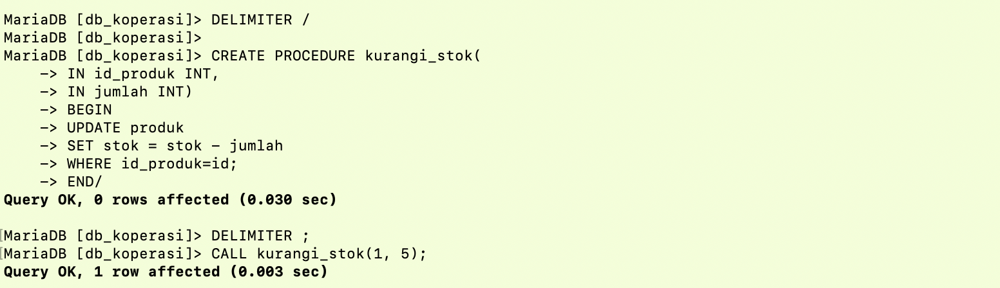 MariaDB [db_koperasi]> DELIMITER /
MariaDB [db_koperasi]>
MariaDB [db_koperasi]> CREATE PROCEDURE kurangi_stok(
    -> IN id_produk INT,
    -> IN jumlah INT)
    -> BEGIN
    -> UPDATE produk
    -> SET stok = stok - jumlah
    -> WHERE id_produk=id;
    -> END/
Query OK, 0 rows affected (0.030 sec)

MariaDB [db_koperasi]> DELIMITER ;
MariaDB [db_koperasi]> CALL kurangi_stok(1, 5);
Query OK, 1 row affected (0.003 sec)